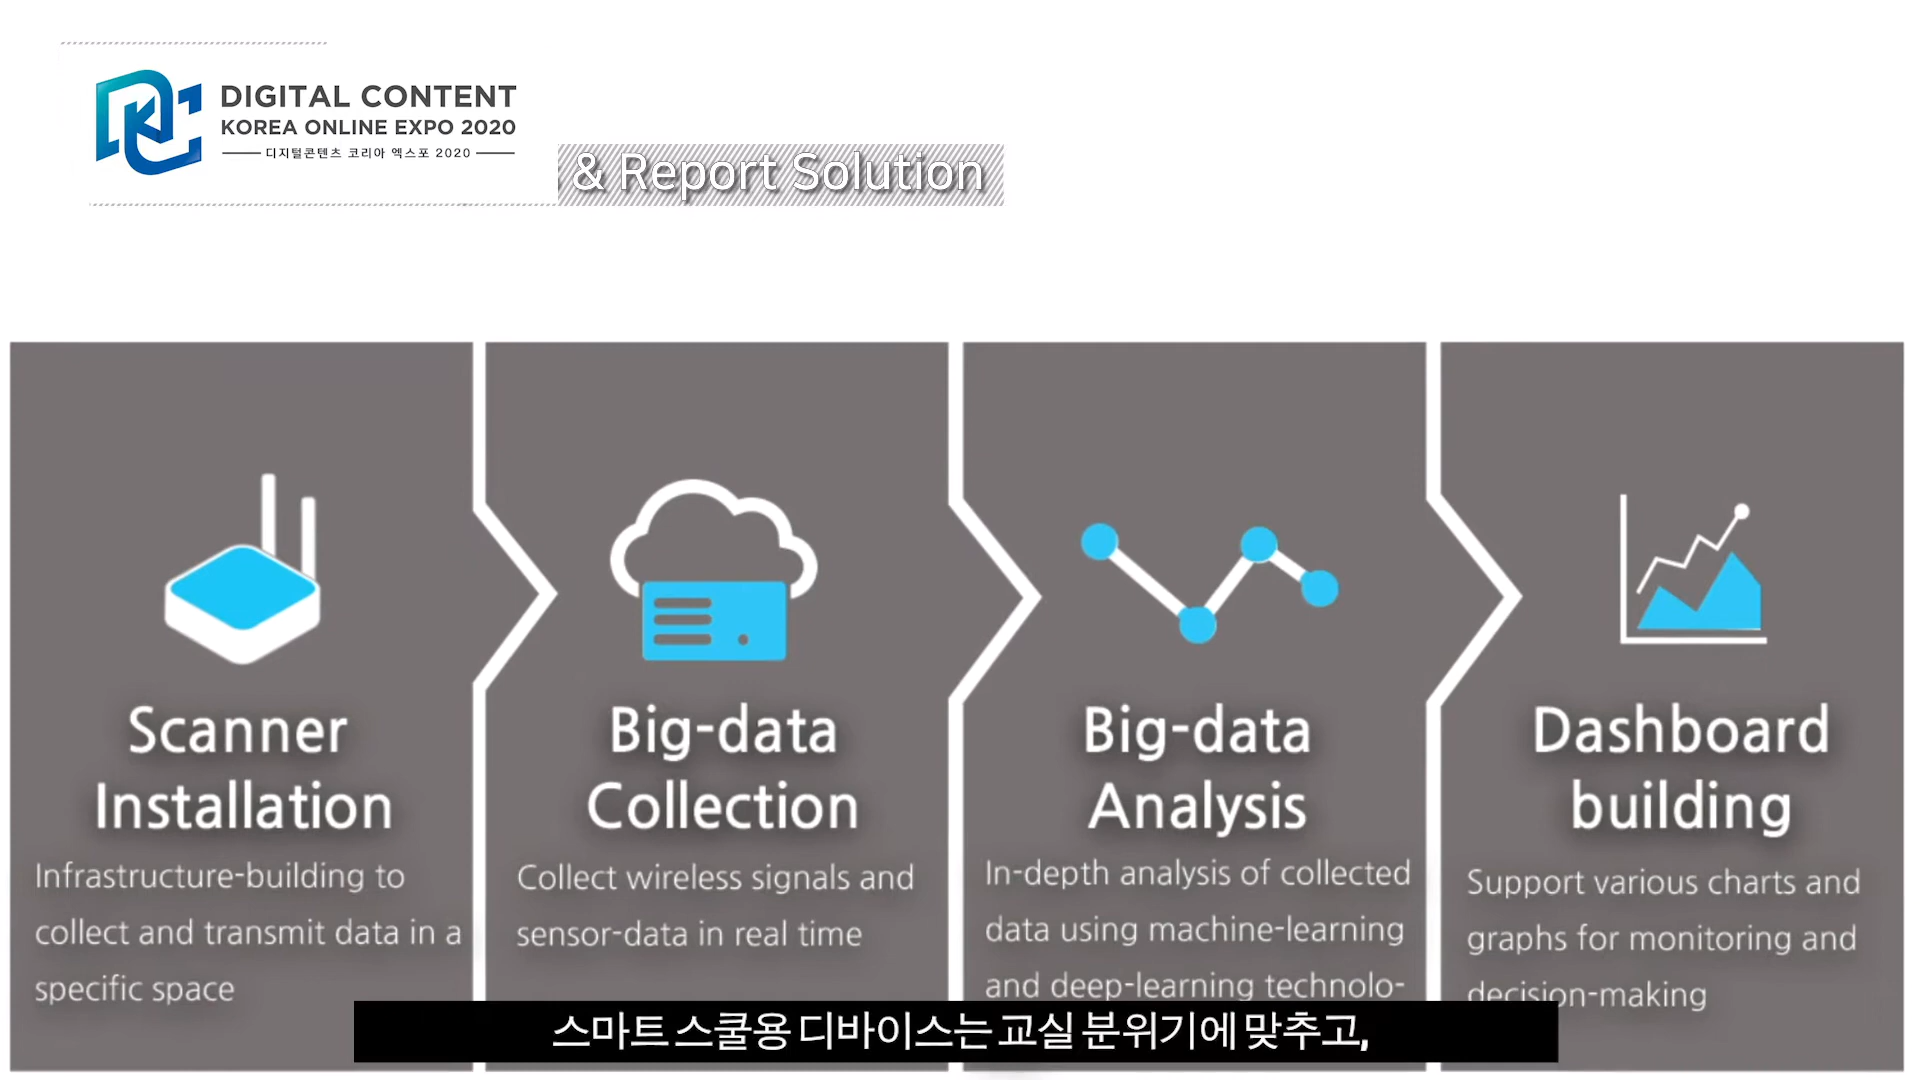 DIGITAL CONTENT
KOREA ONLINE EXPO 2020
디지털콘텐츠 코리아 엑스포 2020
& Report Solution
Scanner
Installation
Infrastructure-building to
collect and transmit data in a
specific space
Big-data
Collection
Collect wireless signals and
sensor-data in real time
Big-data
Analysis
In-depth analysis of collected
data using machine-learning
and deep-learning technolo-
Dashboard
building
Support various charts and
graphs for monitoring and
decision-making
스마트 스쿨용 디바이스는 교실 분위기에 맞추고,